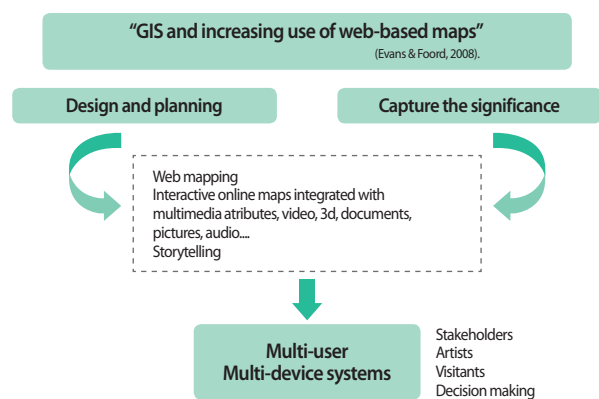 “GIS and increasing use of web-based maps”
(Evans & Foord, 2008).
Design and planning
Capture the significance
Web mapping
Interactive online maps integrated with
multimedia atributes, video, 3d, documents,
pictures, audio....
Storytelling
Multi-user
Multi-device systems
Stakeholders
Artists
Visitants
Decision making